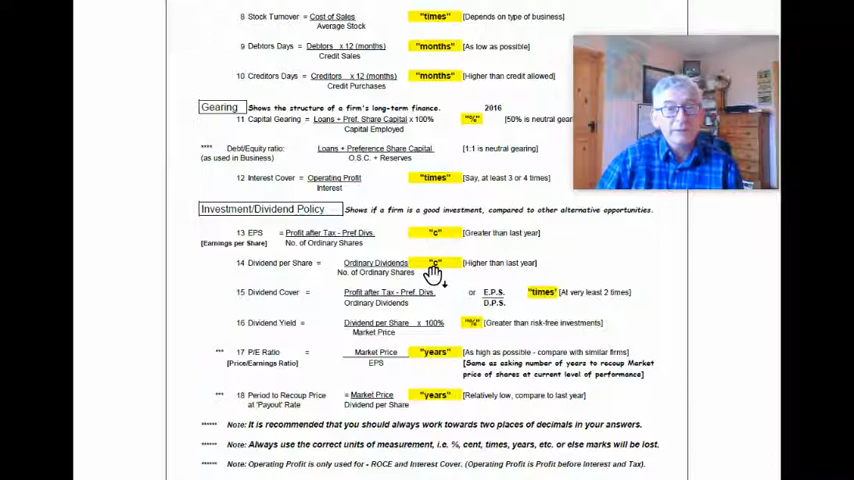 8 Stock Turnover = Cost of Sales "times" [Depends on type of business]
Average Stock
9 Debtors Days = Debtors x 12 (months) "months" [As low as possible]
Credit Sales
10 Creditors Days = Creditors x 12 (months) "months" [Higher than credit allowed]
Credit Purchases
Gearing Shows the structure of a firm's long-term finance. 2016
11 Capital Gearing = Loans + Pref. Share Capital x 100% "%" [50% is neutral gear
Capital Employed
**** Debt/Equity ratio: Loans + Preference Share Capital [1:1 is neutral gearing]
(as used in Business) O.S.C. + Reserves
12 Interest Cover = Operating Profit "times" [Say, at least 3 or 4 times]
Interest
Investment/Dividend Policy Shows if a firm is a good investment, compared to other alternative opportunities.
13 EPS = Profit after Tax - Pref Divs. "c" [Greater than last year]
[Earnings per Share] No. of Ordinary Shares
14 Dividend per Share = Ordinary Dividends "c" [Higher than last year]
No. of Ordinary Shares
15 Dividend Cover = Profit after Tax - Pref. Divs. or E.P.S. "times' [At very least 2 times]
Ordinary Dividends D.P.S.
16 Dividend Yield = Dividend per Share x 100% "%" [Greater than risk-free investments]
Market Price
*** 17 P/E Ratio = Market Price "years" [As high as possible - compare with similar firms]
[Price/Earnings Ratio] EPS [Same as asking number of years to recoup Market
price of shares at current level of performance]
*** 18 Period to Recoup Price = Market Price "years" [Relatively low, compare to last year]
at 'Payout' Rate Dividend per Share
****** Note: It is recommended that you should always work towards two places of decimals in your answers.
****** Note: Always use the correct units of measurement, i.e. %, cent, times, years, etc. or else marks will be lost.
****** Note: Operating Profit is only used for - ROCE and Interest Cover. (Operating Profit is Profit before Interest and Tax).